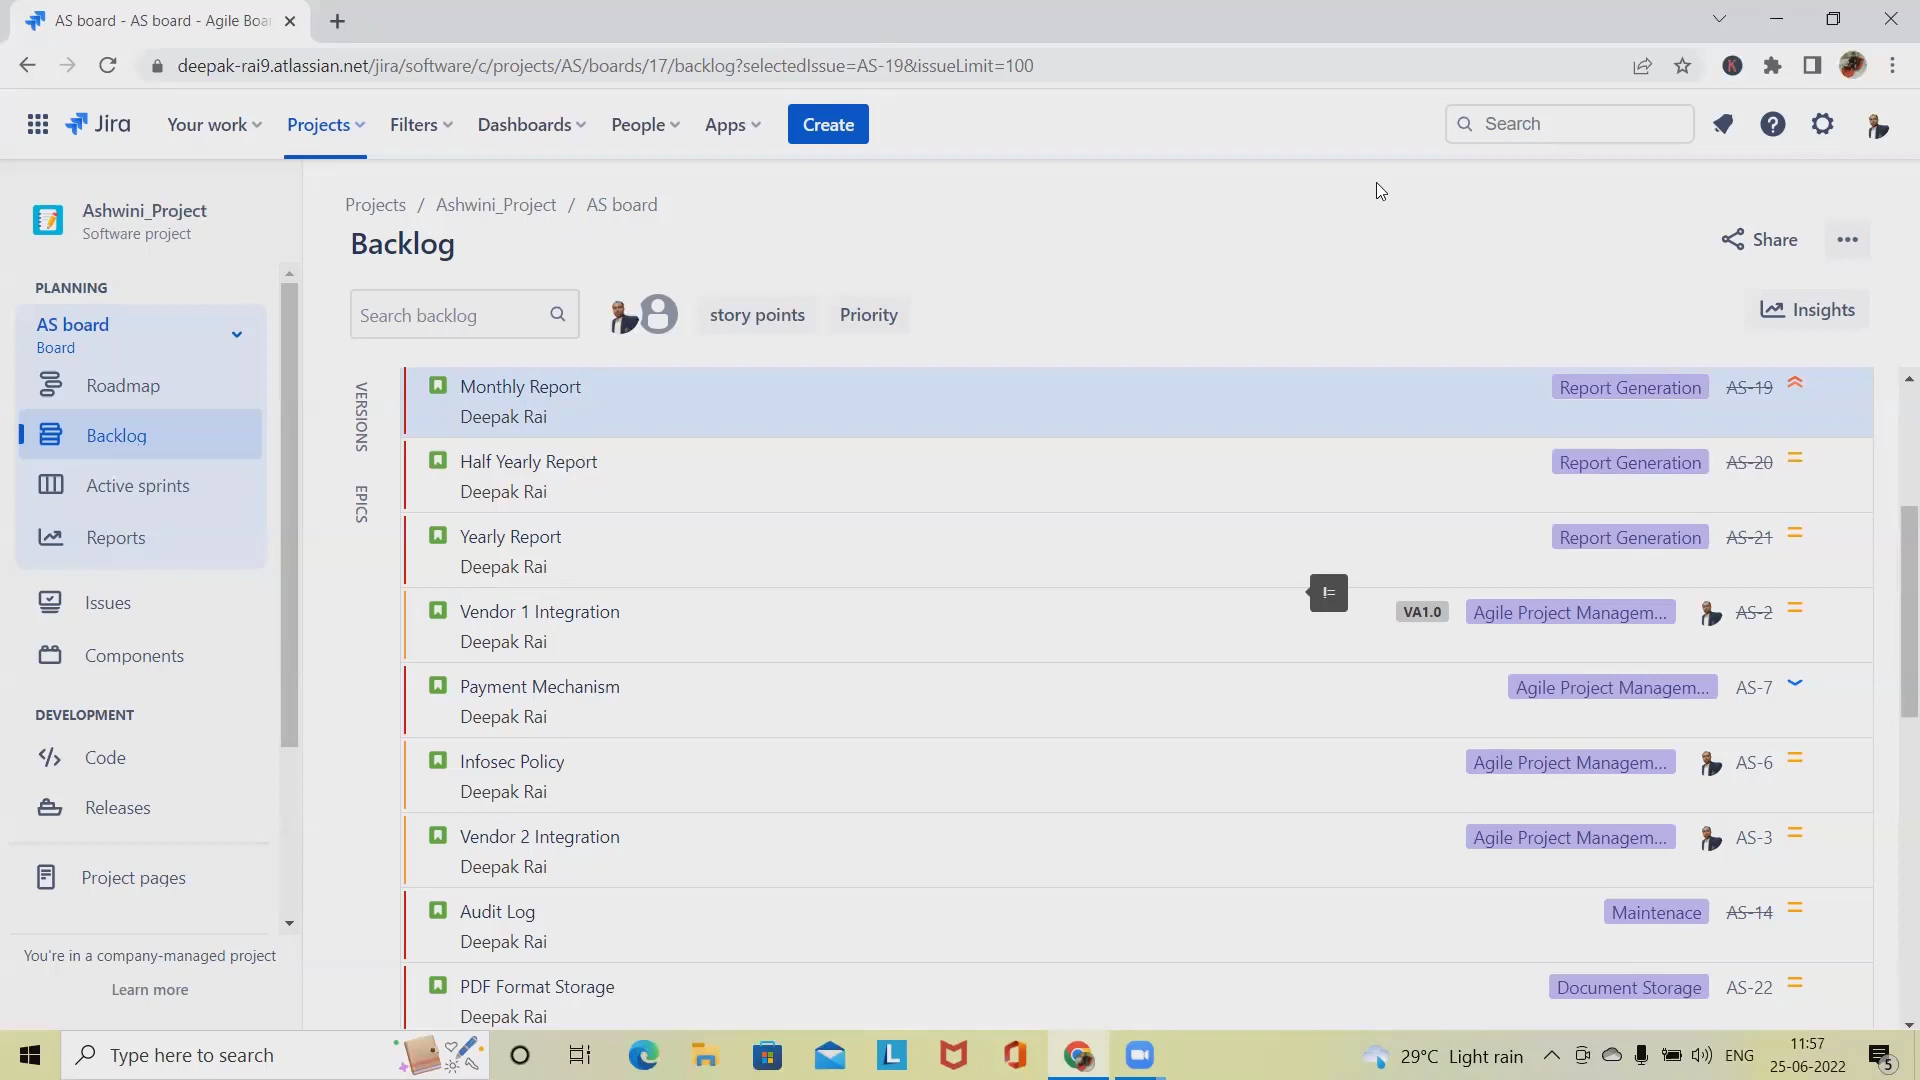 AS board - AS board - Agile Boar
deepak-rai9.atlassian.net/jira/software/c/projects/AS/boards/17/backlog?selectedIssue=AS-19&issueLimit=100
K
Jira
Your work
Projects
Filters
Dashboards
People
Apps
Create
Search
Ashwini_Project
Software project
PLANNING
AS board
Board
Roadmap
Backlog
Active sprints
Reports
Issues
Components
DEVELOPMENT
Code
Releases
Project pages
You're in a company-managed project
Learn more
Projects / Ashwini_Project / AS board
Backlog
Share
Search backlog
story points
Priority
Insights
VERSIONS
EPICS
Monthly Report
Report Generation AS-19
Deepak Rai
Half Yearly Report
Report Generation AS-20
Deepak Rai
Yearly Report
Report Generation AS-21
Deepak Rai
Vendor 1 Integration
VA1.0 Agile Project Managem... AS-2
Deepak Rai
Payment Mechanism
Agile Project Managem... AS-7
Deepak Rai
Infosec Policy
Agile Project Managem... AS-6
Deepak Rai
Vendor 2 Integration
Agile Project Managem... AS-3
Deepak Rai
Audit Log
Maintenace AS-14
Deepak Rai
PDF Format Storage
Document Storage AS-22
Deepak Rai
Type here to search
L
29°C Light rain
ENG
11:57
25-06-2022
5